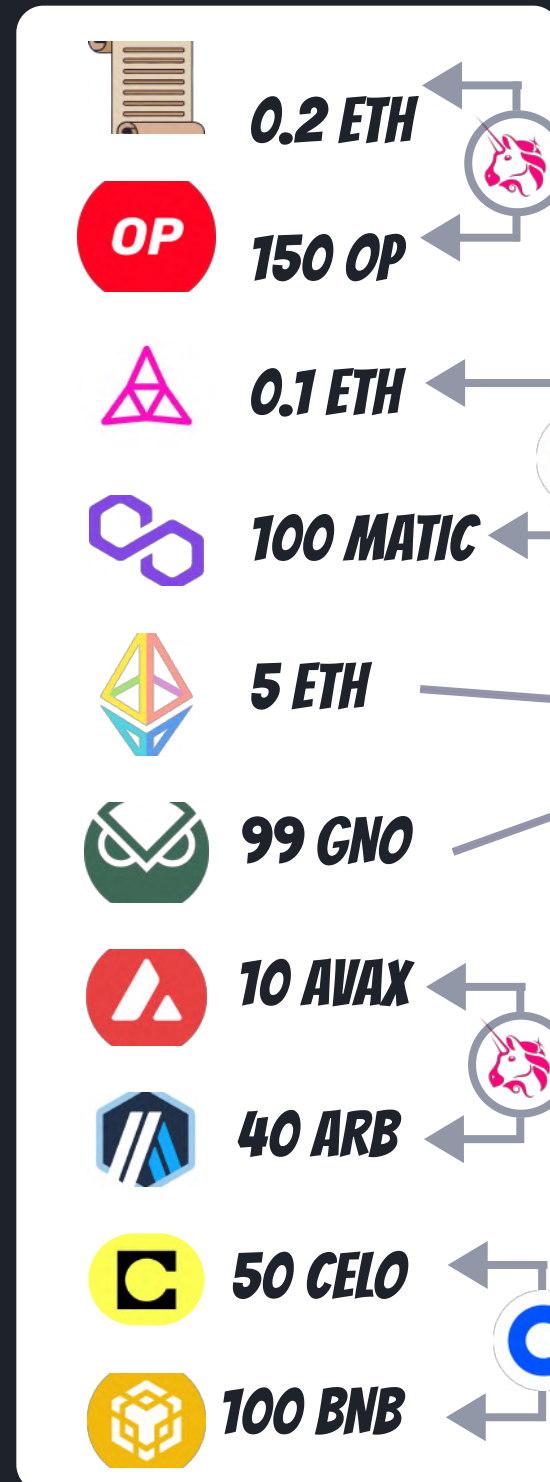 0.2 ETH
OP
150 OP
0.1 ETH
100 MATIC
5 ETH
99 GNO
10 AVAX
40 ARB
50 CELO
100 BNB